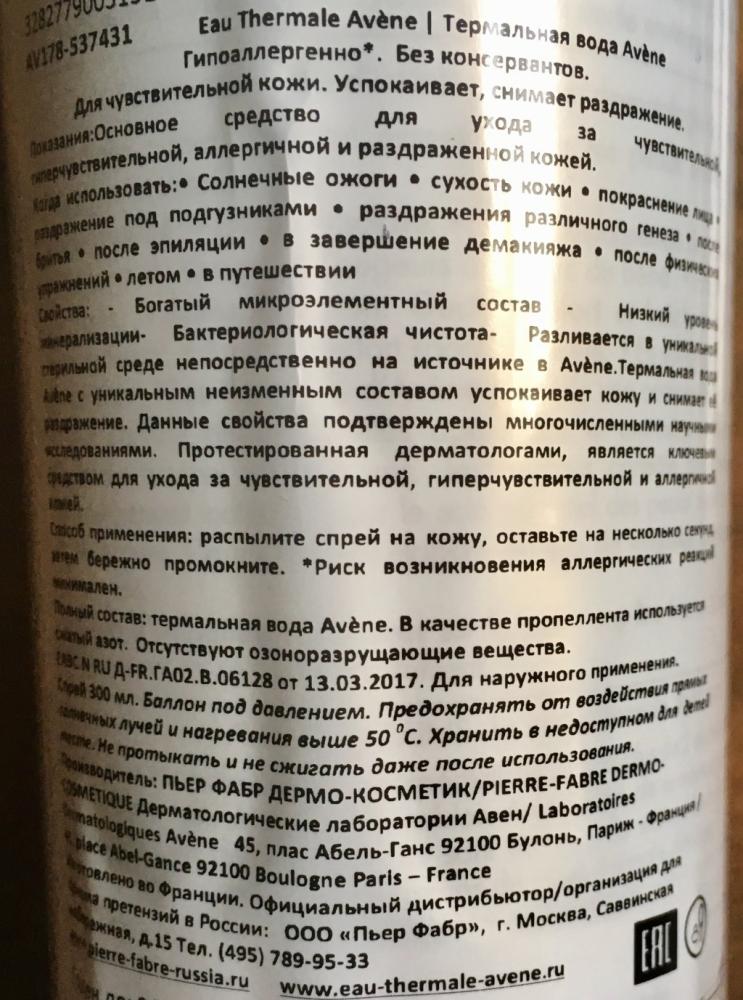 AV178-537431
Eau Thermale Avène | Термальная вода Avène
Гипоаллергенно*. Без консервантов.
Для чувствительной кожи. Успокаивает, снимает раздражение.
Показания:Основное средство для ухода за чувствительной,
гиперчувствительной, аллергичной и раздраженной кожей.
Когда использовать:• Солнечные ожоги • сухость кожи • покраснение лица •
раздражение под подгузниками • раздражения различного генеза • после
бритья • после эпиляции • в завершение демакияжа • после физических
упражнений • летом • в путешествии
Свойства: - Богатый микроэлементный состав - Низкий уровень
минерализации- Бактериологическая чистота- Разливается в уникальной
стерильной среде непосредственно на источнике в Avène.Термальная вода
Avène с уникальным неизменным составом успокаивает кожу и снимает её
раздражение. Данные свойства подтверждены многочисленными научными
исследованиями. Протестированная дерматологами, является ключевым
средством для ухода за чувствительной, гиперчувствительной и аллергичной
кожей.
Способ применения: распылите спрей на кожу, оставьте на несколько секунд,
затем бережно промокните. *Риск возникновения аллергических реакций
минимален.
Полный состав: термальная вода Avène. В качестве пропеллента используется
сжатый азот. Отсутствуют озоноразрущающие вещества.
ЕАЭС N RU Д-FR.ГА02.В.06128 от 13.03.2017. Для наружного применения.
Спрей 300 мл. Баллон под давлением. Предохранять от воздействия прямых
солнечных лучей и нагревания выше 50 °C. Хранить в недоступном для детей
месте. Не протыкать и не сжигать даже после использования.
Производитель: ПЬЕР ФАБР ДЕРМО-КОСМЕТИК/PIERRE-FABRE DERMO-
COSMETIQUE Дерматологические лаборатории Авен/ Laboratoires
Dermatologiques Avène 45, плас Абель-Ганс 92100 Булонь, Париж - Франция/
place Abel-Gance 92100 Boulogne Paris – France
Изготовлено во Франции. Официальный дистрибьютор/организация для
приема претензий в России: ООО «Пьер Фабр», г. Москва, Саввинская
набережная, д.15 Тел. (495) 789-95-33
www.pierre-fabre-russia.ru www.eau-thermale-avene.ru
EAC